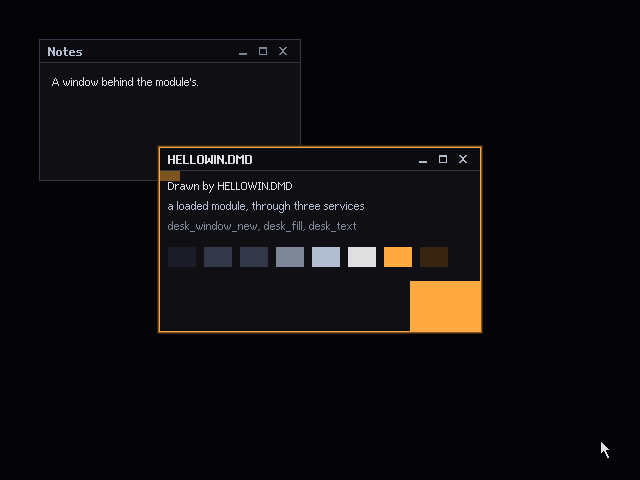 Notes
A window behind the module's.
HELLOWIN.DMD
Drawn by HELLOWIN.DMD
a loaded module, through three services
desk_window_new, desk_fill, desk_text